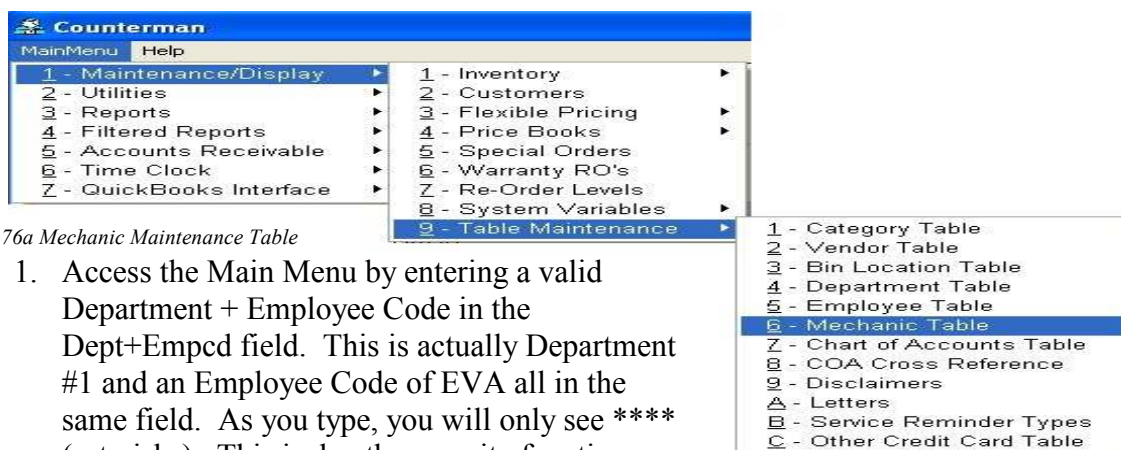 Counterman
MainMenu Help
1 - Maintenance/Display
2 - Utilities
3 - Reports
4 - Filtered Reports
5 - Accounts Receivable
6 - Time Clock
7 - QuickBooks Interface
1 - Inventory
2 - Customers
3 - Flexible Pricing
4 - Price Books
5 - Special Orders
6 - Warranty RO's
7 - Re-Order Levels
8 - System Variables
9 - Table Maintenance
1 - Category Table
2 - Vendor Table
3 - Bin Location Table
4 - Department Table
5 - Employee Table
6 - Mechanic Table
7 - Chart of Accounts Table
8 - COA Cross Reference
9 - Disclaimers
A - Letters
B - Service Reminder Types
C - Other Credit Card Table
76a Mechanic Maintenance Table
1. Access the Main Menu by entering a valid
Department + Employee Code in the
Dept+Empcd field. This is actually Department
#1 and an Employee Code of EVA all in the
same field. As you type, you will only see ****